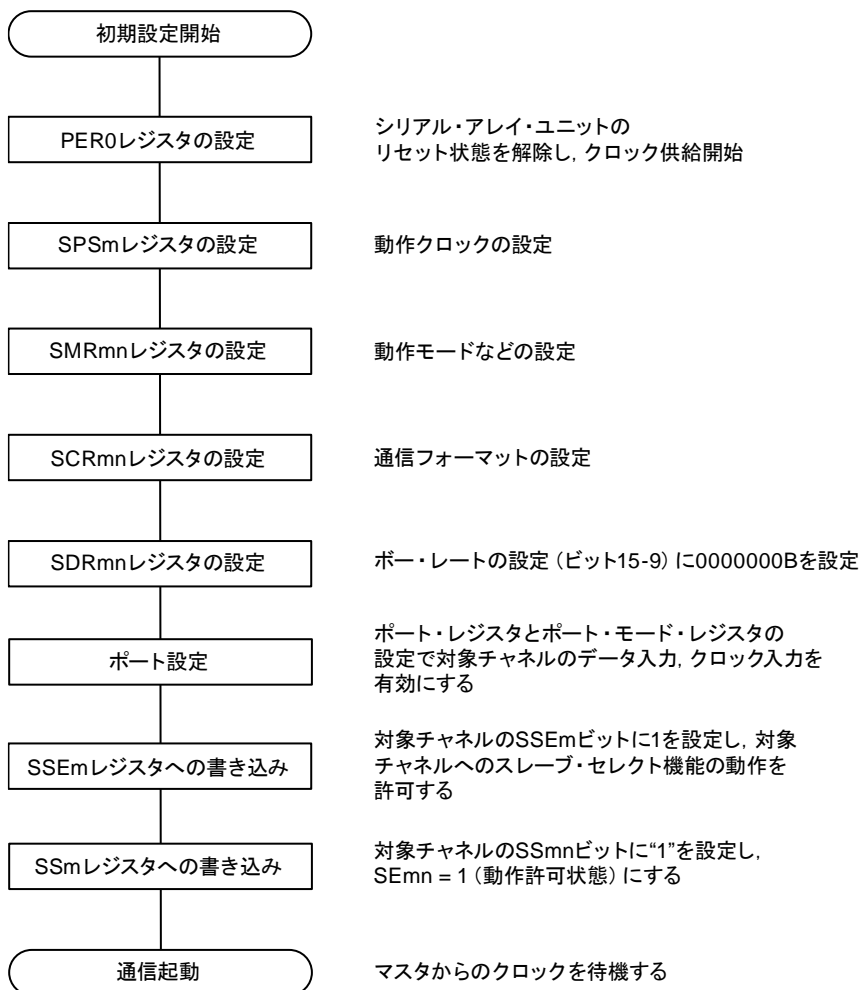 初期設定開始
PER0レジスタの設定
シリアル・アレイ・ユニットの
リセット状態を解除し，クロック供給開始
SPSmレジスタの設定
動作クロックの設定
SMRmnレジスタの設定
動作モードなどの設定
SCRmnレジスタの設定
通信フォーマットの設定
SDRmnレジスタの設定
ボー・レートの設定（ビット15-9）に0000000Bを設定
ポート設定
ポート・レジスタとポート・モード・レジスタの
設定で対象チャネルのデータ入力，クロック入力を
有効にする
SSEmレジスタへの書き込み
対象チャネルのSSEmビットに1を設定し，対象
チャネルへのスレーブ・セレクト機能の動作を
許可する
SSmレジスタへの書き込み
対象チャネルのSSmnビットに“1”を設定し，
SEmn = 1（動作許可状態）にする
通信起動
マスタからのクロックを待機する